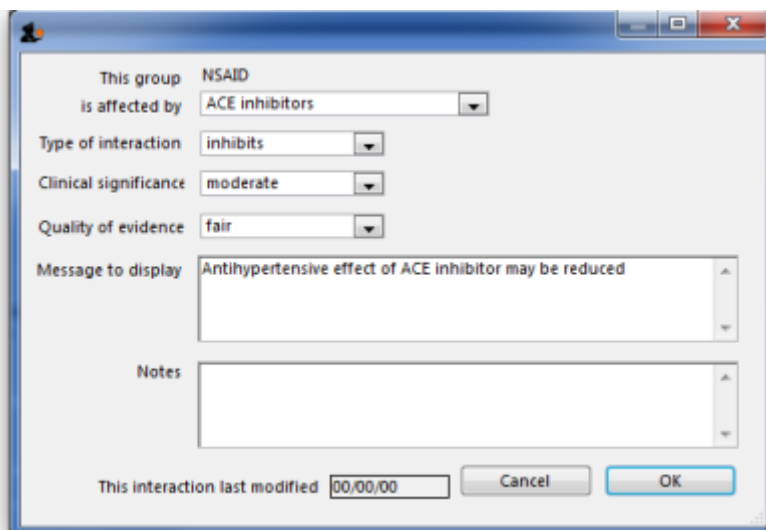 This group NSAID
is affected by ACE inhibitors
Type of interaction inhibits
Clinical significance moderate
Quality of evidence fair
Message to display Antihypertensive effect of ACE inhibitor may be reduced
Notes
This interaction last modified 00/00/00 Cancel OK